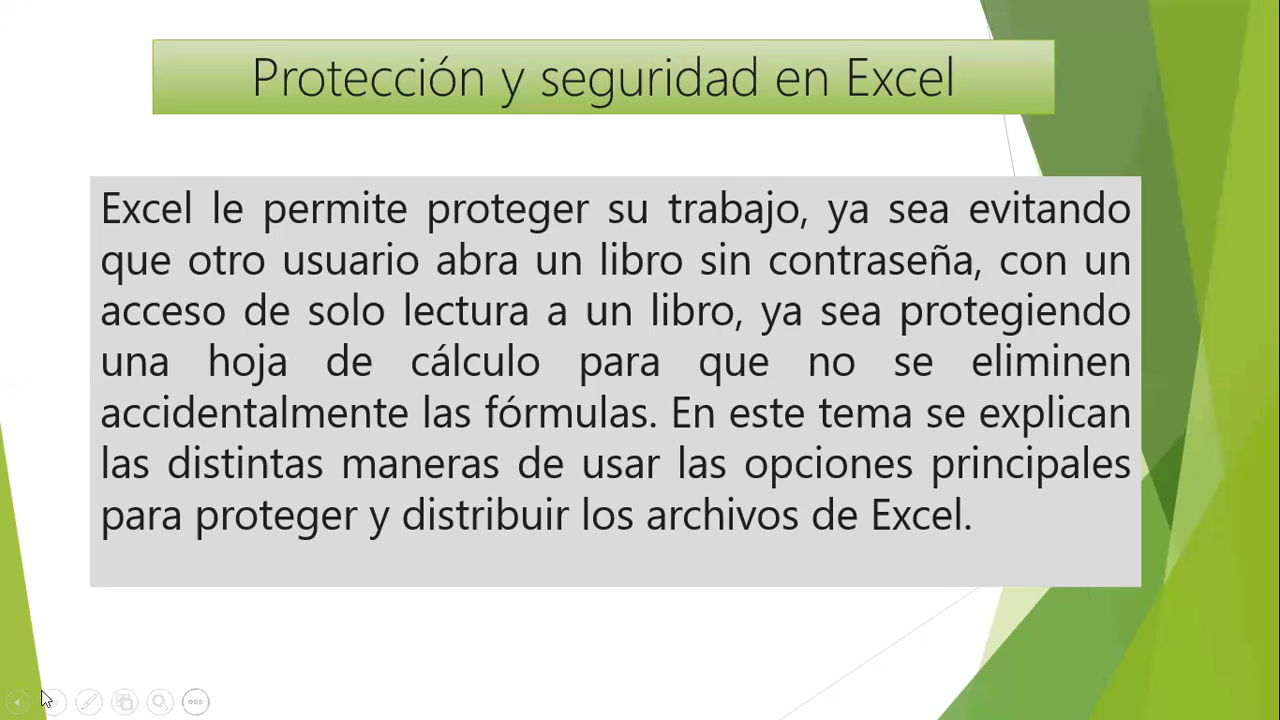 Protección y seguridad en Excel
Excel le permite proteger su trabajo, ya sea evitando
que otro usuario abra un libro sin contraseña, con un
acceso de solo lectura a un libro, ya sea protegiendo
una hoja de cálculo para que no se eliminen
accidentalmente las fórmulas. En este tema se explican
las distintas maneras de usar las opciones principales
para proteger y distribuir los archivos de Excel.